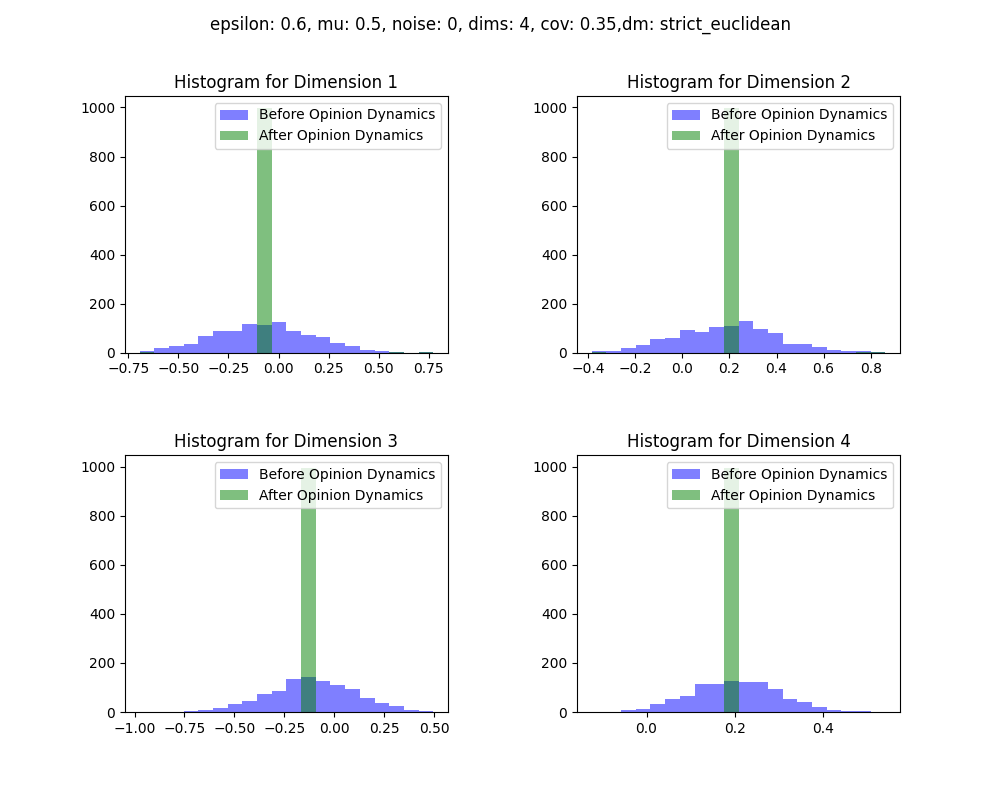 epsilon: 0.6, mu: 0.5, noise: 0, dims: 4, cov: 0.35,dm: strict_euclidean
Histogram for Dimension 1
Before Opinion Dynamics
After Opinion Dynamics
1000
800
600
400
200
0
−0.75 −0.50 −0.25 0.00 0.25 0.50 0.75
Histogram for Dimension 2
Before Opinion Dynamics
After Opinion Dynamics
1000
800
600
400
200
0
−0.4 −0.2 0.0 0.2 0.4 0.6 0.8
Histogram for Dimension 3
Before Opinion Dynamics
After Opinion Dynamics
1000
800
600
400
200
0
−1.00 −0.75 −0.50 −0.25 0.00 0.25 0.50
Histogram for Dimension 4
Before Opinion Dynamics
After Opinion Dynamics
1000
800
600
400
200
0
0.0 0.2 0.4